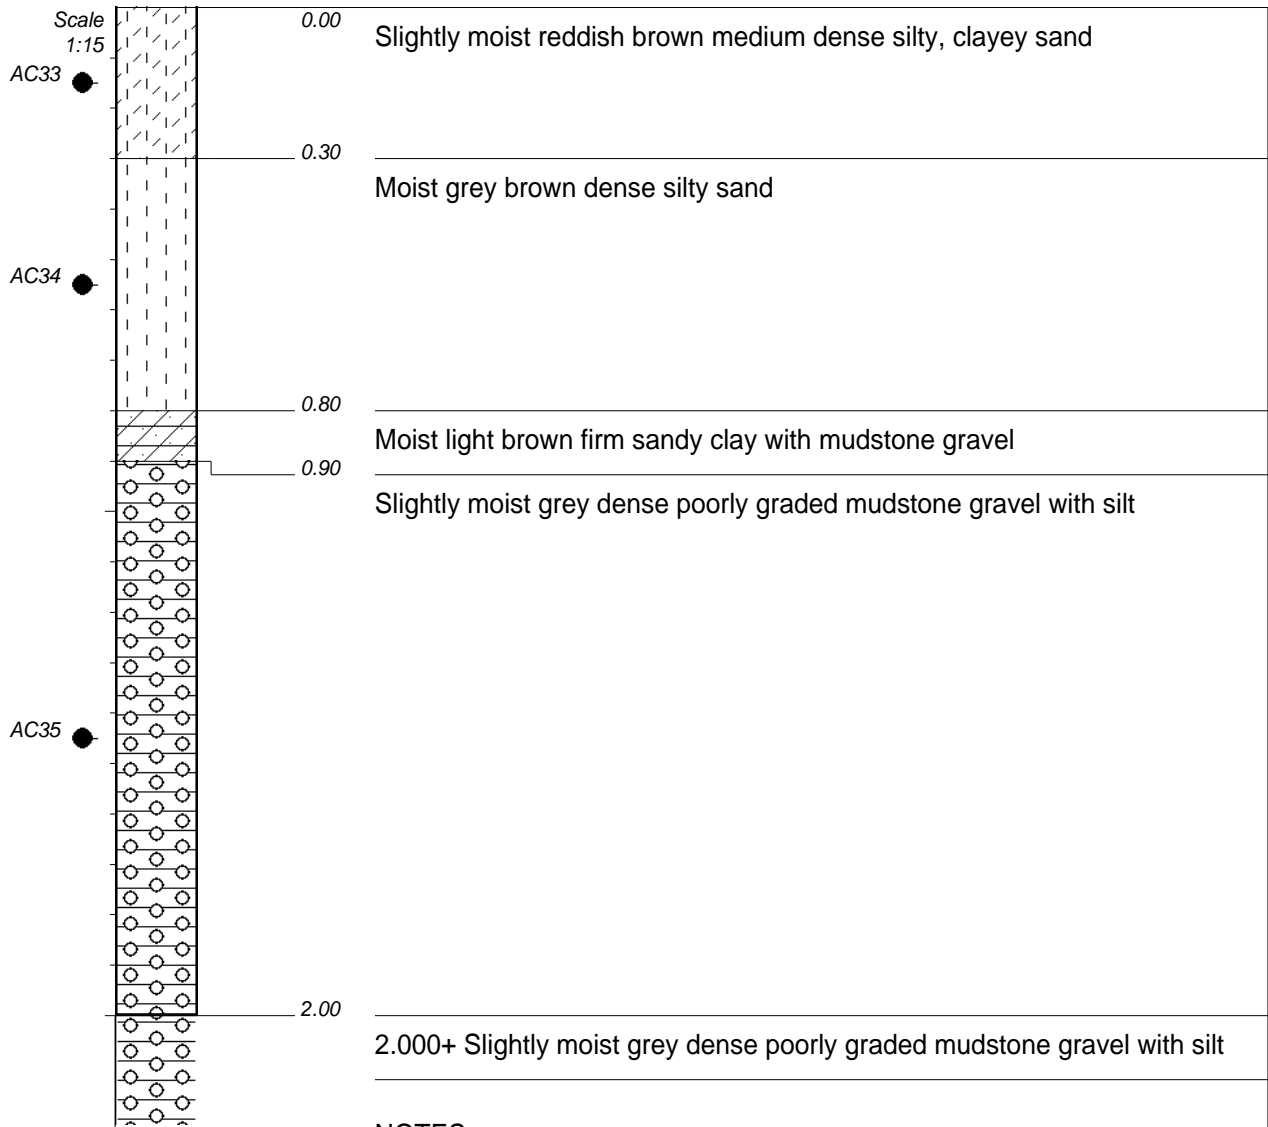 Scale
1:15
0.00
Slightly moist reddish brown medium dense silty, clayey sand
AC33
0.30
Moist grey brown dense silty sand
AC34
0.80
Moist light brown firm sandy clay with mudstone gravel
0.90
Slightly moist grey dense poorly graded mudstone gravel with silt
AC35
2.00
2.000+ Slightly moist grey dense poorly graded mudstone gravel with silt
NOTES